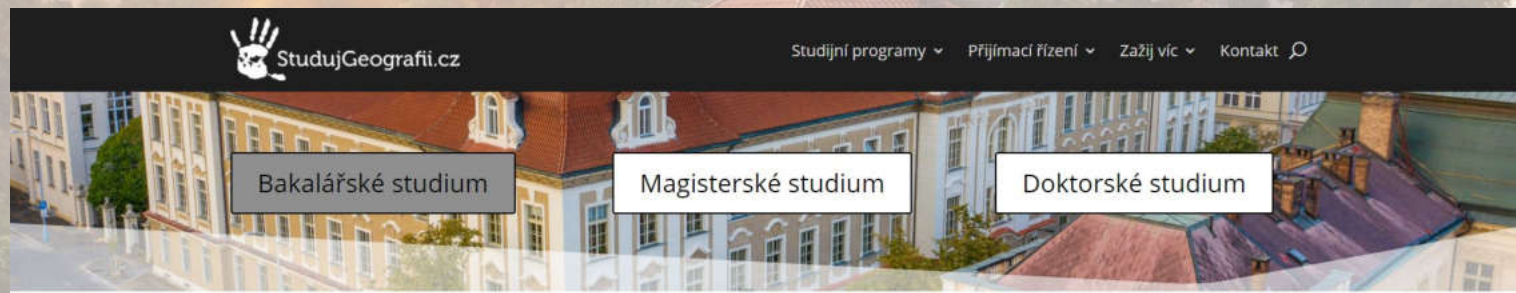 StudujGeografii.cz
Studijní programy Přijímací řízení Zažij víc Kontakt
Bakalářské studium Magisterské studium Doktorské studium